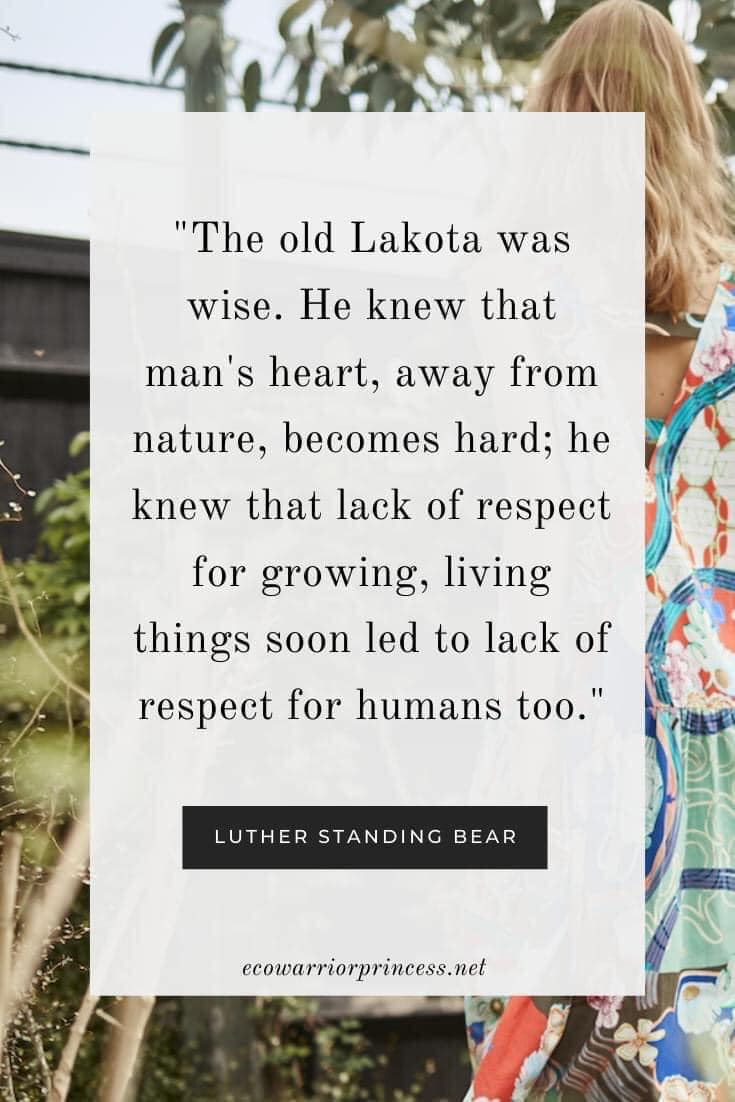 "The old Lakota was
wise. He knew that
man's heart, away from
nature, becomes hard; he
knew that lack of respect
for growing, living
things soon led to lack of
respect for humans too."
LUTHER STANDING BEAR
ecowarriorprincess.net